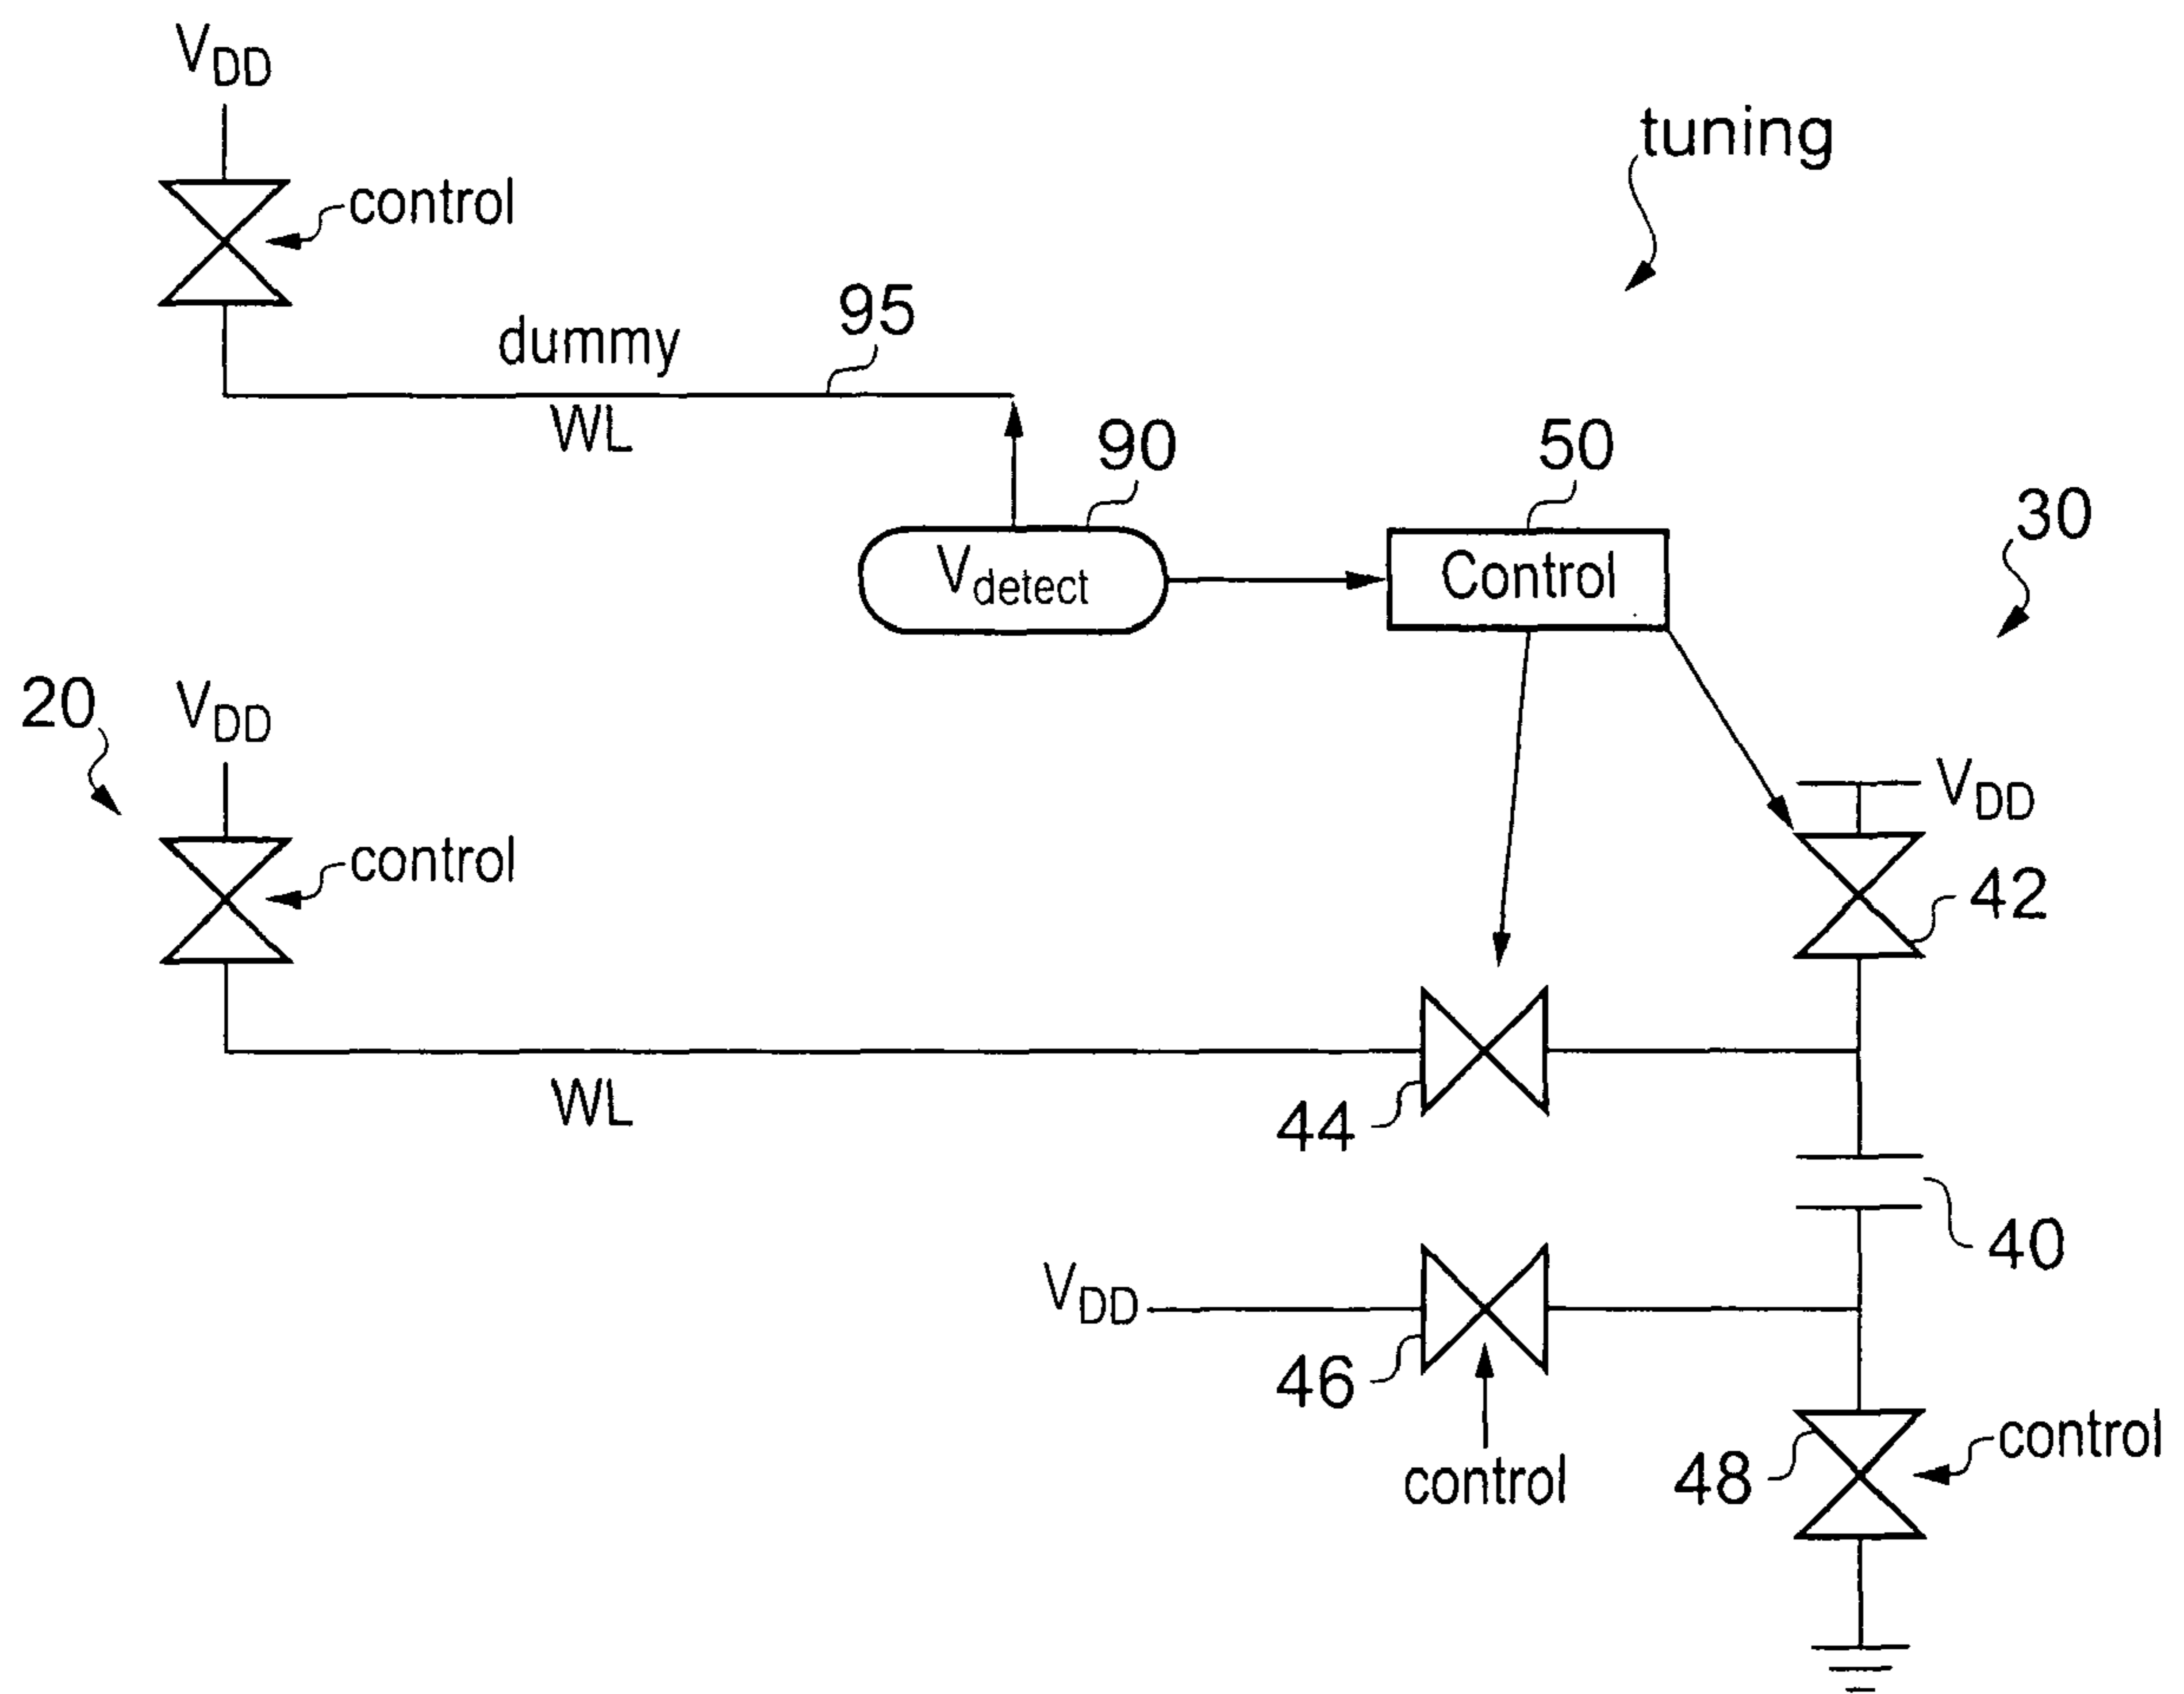 VDD
tuning
control
95
dummy
WL
90
50
30
Vdetect
Control
20
VDD
VDD
control
42
WL
44
40
VDD
46
control
48
control